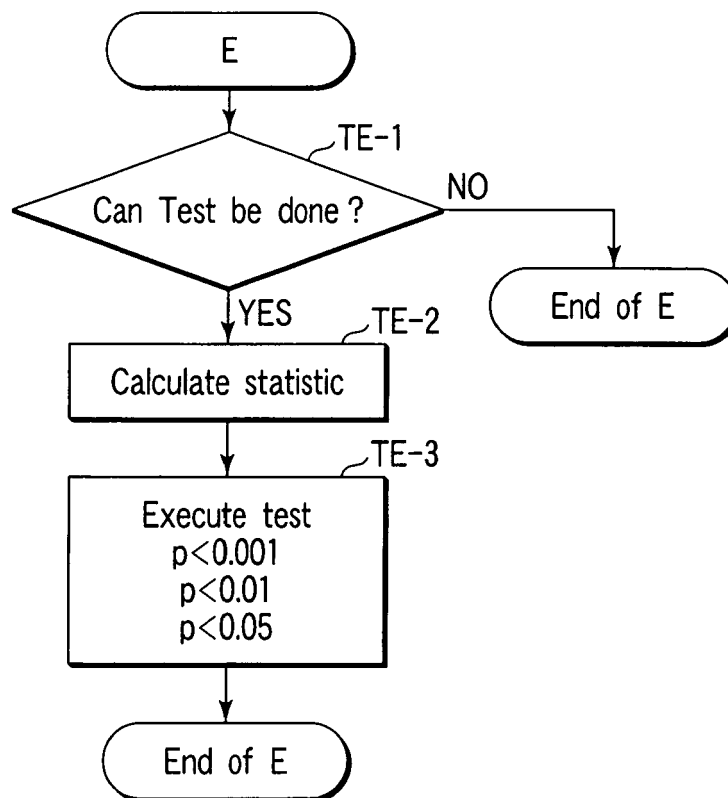 E
TE-1
Can Test be done ?
NO
End of E
YES
TE-2
Calculate statistic
TE-3
Execute test
p<0.001
p<0.01
p<0.05
End of E